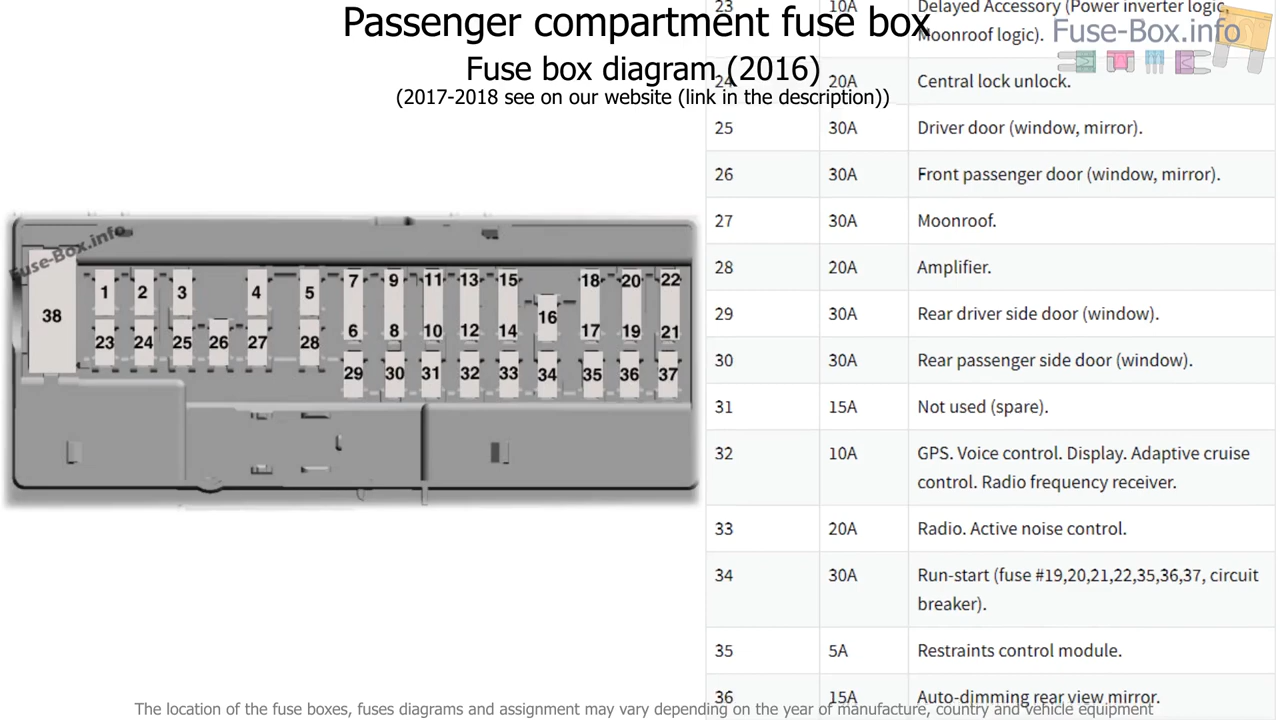 Passenger compartment fuse box
Fuse box diagram (2016)
(2017-2018 see on our website (link in the description))
Fuse-Box.info
Fuse-Box.info
38
1 2 3 4 5 7 9 11 13 15 18 20 22
16
6 8 10 12 14 17 19 21
23 24 25 26 27 28
29 30 31 32 33 34 35 36 37
23 10A Delayed Accessory (Power inverter logic,
Moonroof logic).
24 20A Central lock unlock.
25 30A Driver door (window, mirror).
26 30A Front passenger door (window, mirror).
27 30A Moonroof.
28 20A Amplifier.
29 30A Rear driver side door (window).
30 30A Rear passenger side door (window).
31 15A Not used (spare).
32 10A GPS. Voice control. Display. Adaptive cruise
control. Radio frequency receiver.
33 20A Radio. Active noise control.
34 30A Run-start (fuse #19,20,21,22,35,36,37, circuit
breaker).
35 5A Restraints control module.
36 15A Auto-dimming rear view mirror.
The location of the fuse boxes, fuses diagrams and assignment may vary depending on the year of manufacture, country and vehicle equipment